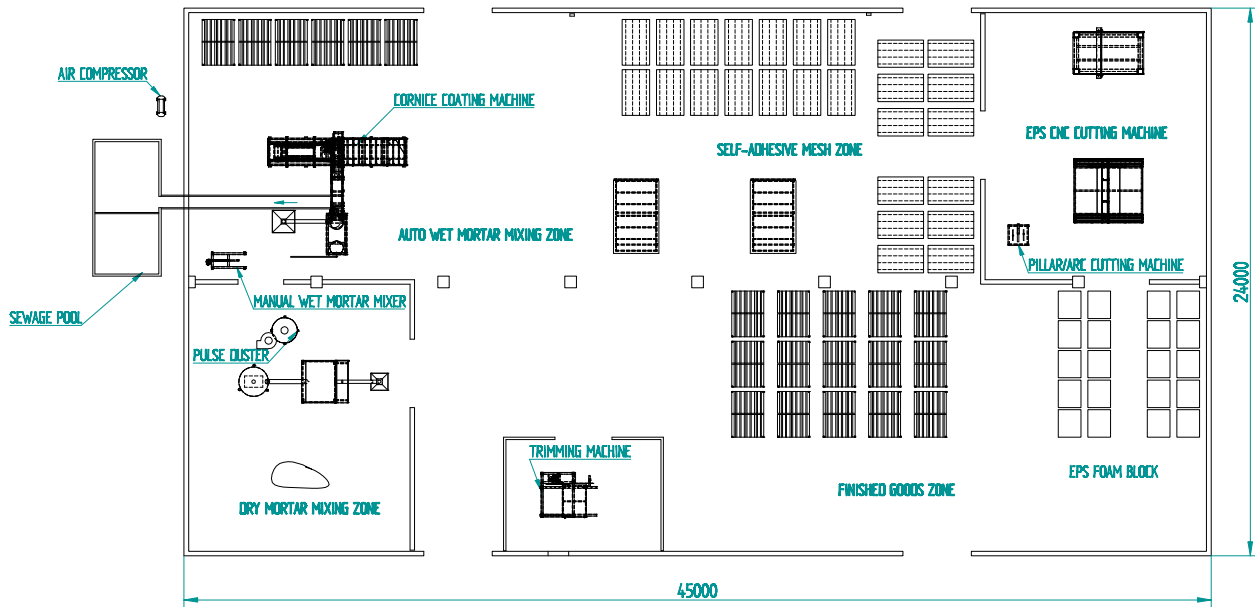 AIR COMPRESSOR
CORNICE COATING MACHINE
EPS CNC CUTTING MACHINE
SELF-ADHESIVE MESH ZONE
AUTO WET MORTAR MIXING ZONE
PILLAR/ARC CUTTING MACHINE
MANUAL WET MORTAR MIXER
SEWAGE POOL
24000
PULSE DUSTER
TRIMMING MACHINE
EPS FOAM BLOCK
FINISHED GOODS ZONE
DRY MORTAR MIXING ZONE
45000